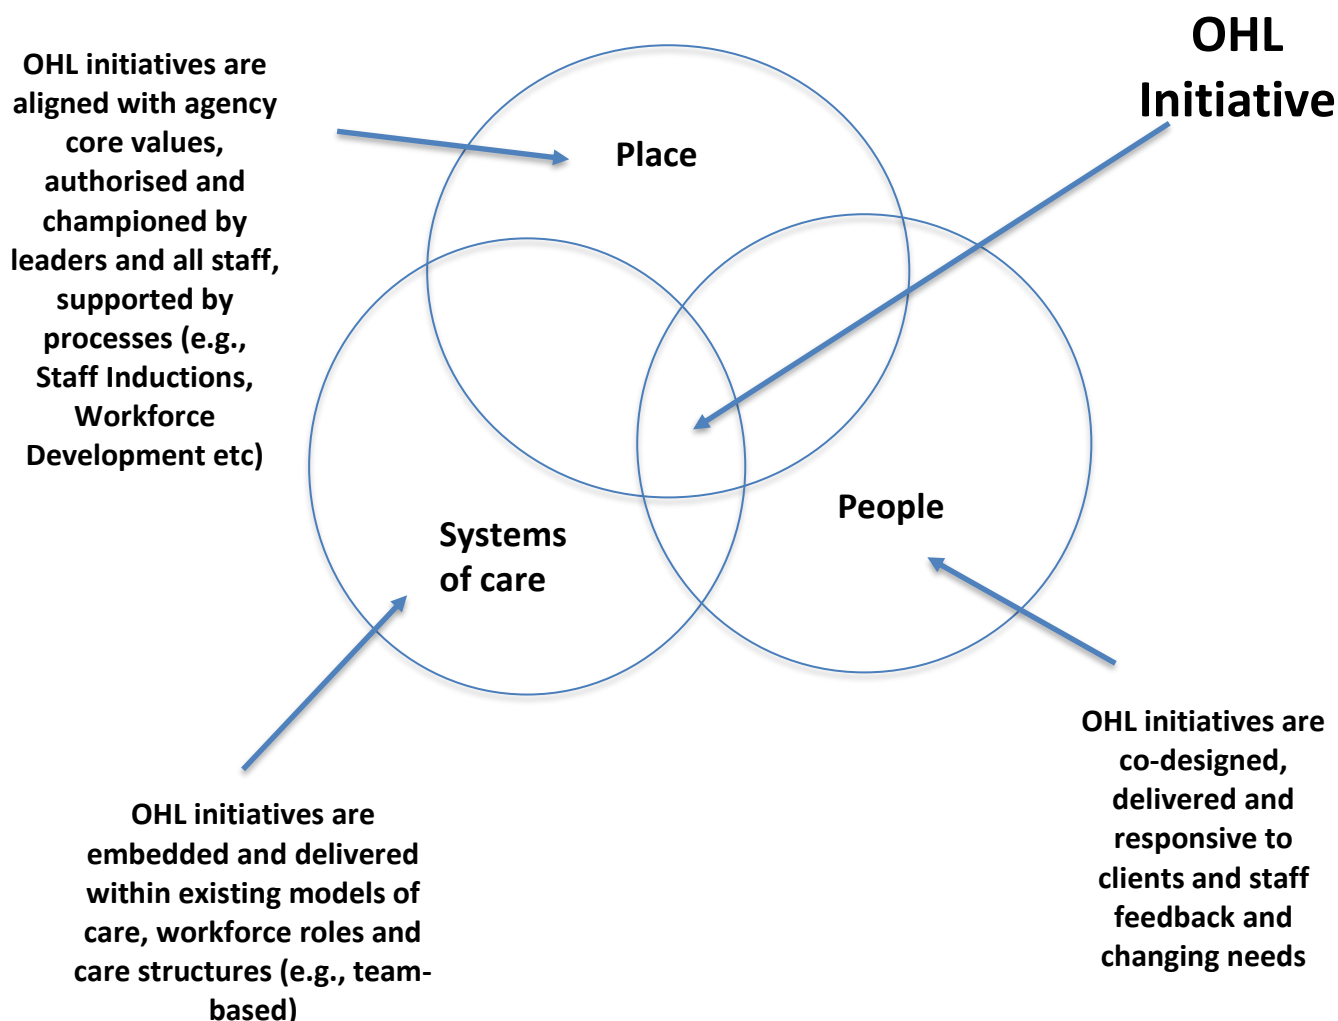 OHL
Initiative
OHL initiatives are
aligned with agency
core values,
authorised and
championed by
leaders and all staff,
supported by
processes (e.g.,
Staff Inductions,
Workforce
Development etc)
Place
People
Systems
of care
OHL initiatives are
co-designed,
delivered and
responsive to
clients and staff
feedback and
changing needs
OHL initiatives are
embedded and delivered
within existing models of
care, workforce roles and
care structures (e.g., team-
based)